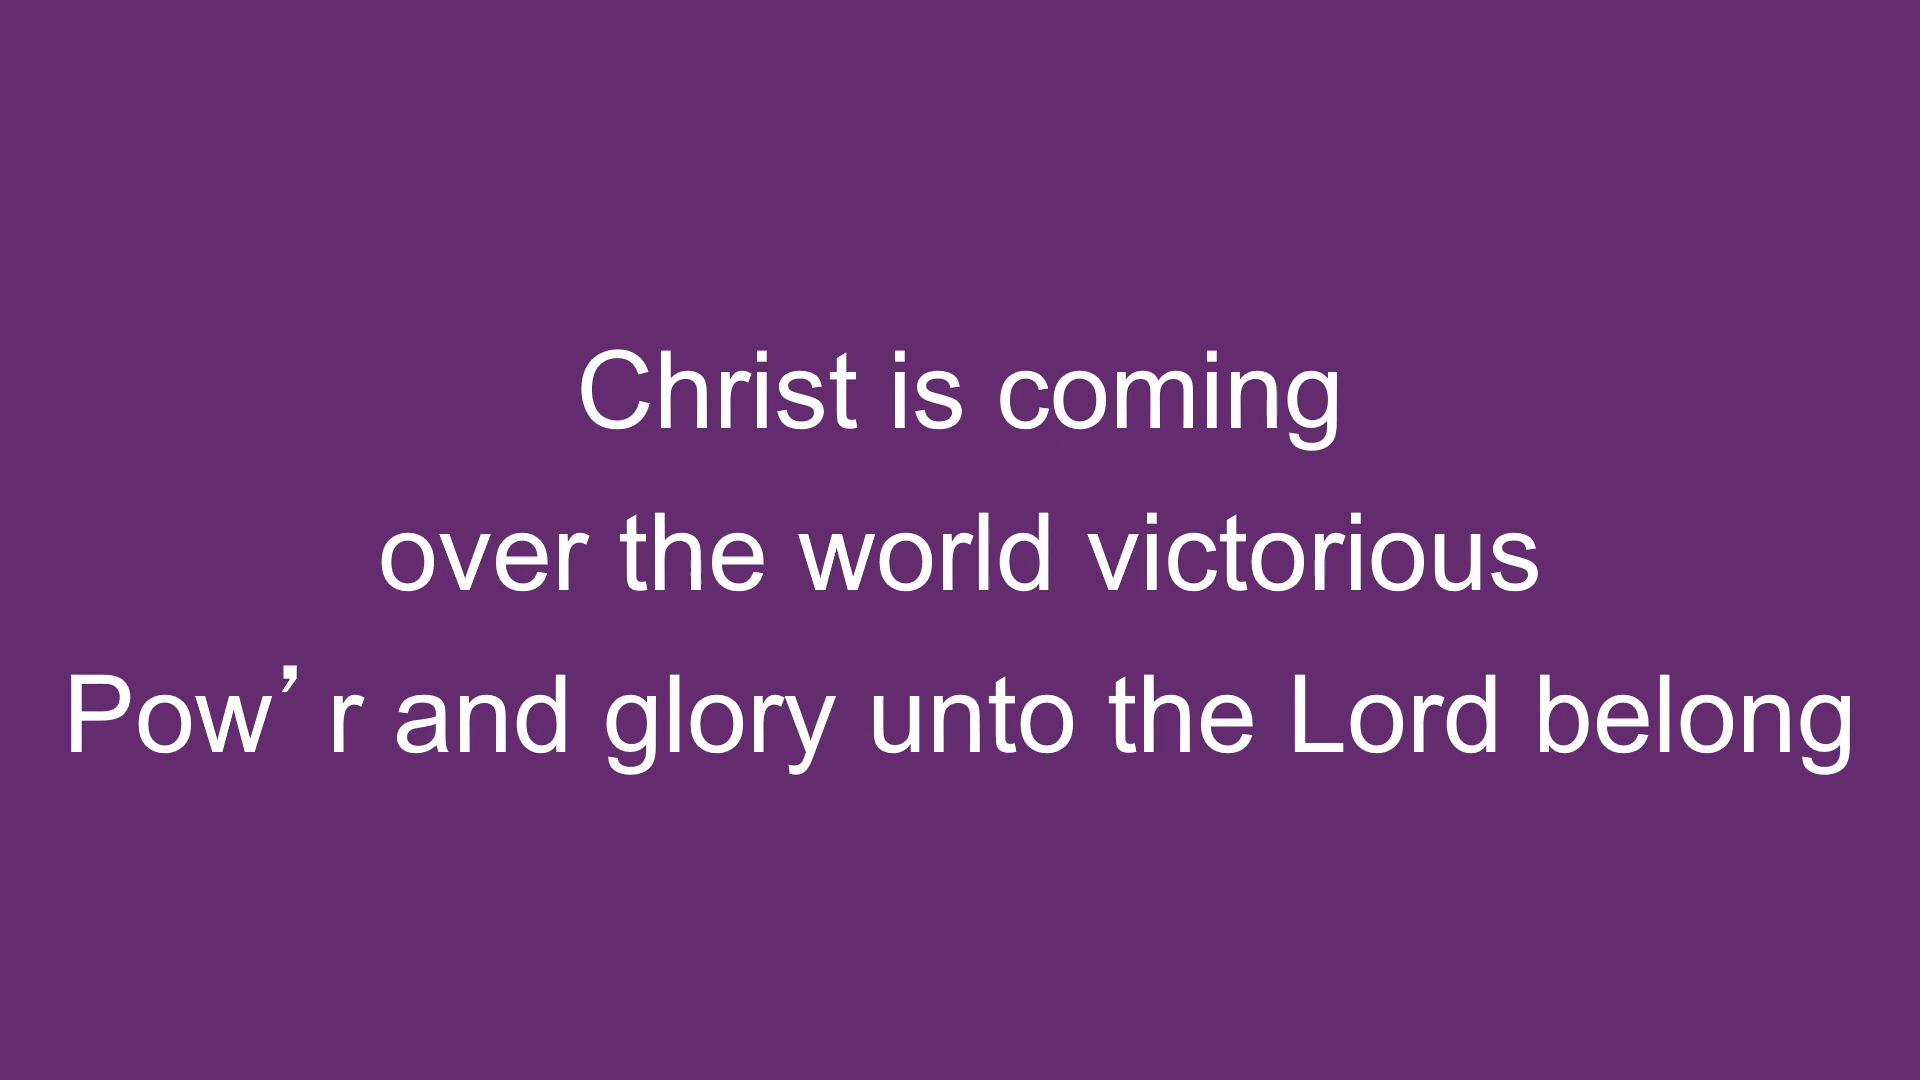 Christ is coming
over the world victorious
Pow’r and glory unto the Lord belong